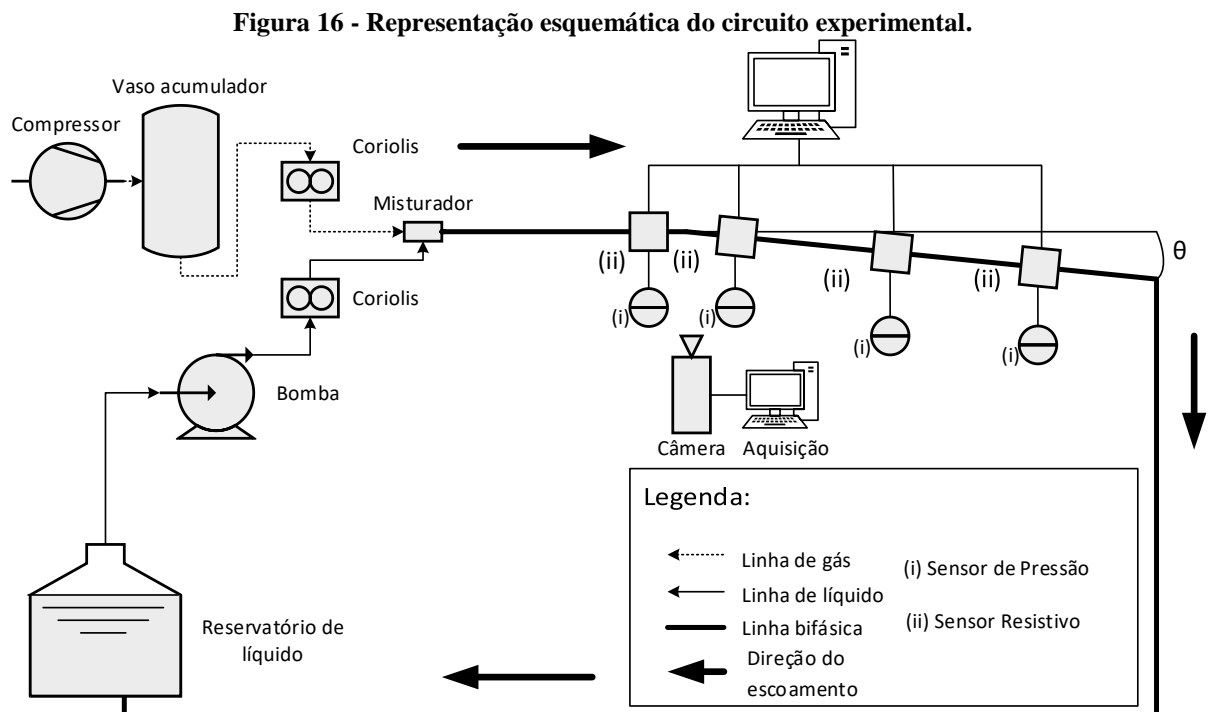 Figura 16 - Representação esquemática do circuito experimental.
Vaso acumulador
Compressor
Coriolis
Misturador
(ii)
(ii)
(ii)
(ii)
θ
Coriolis
(i)
(i)
(i)
(i)
Bomba
Câmera
Aquisição
Legenda:
Linha de gás
(i) Sensor de Pressão
Linha de líquido
(ii) Sensor Resistivo
Linha bifásica
Direção do
escoamento
Reservatório de
líquido